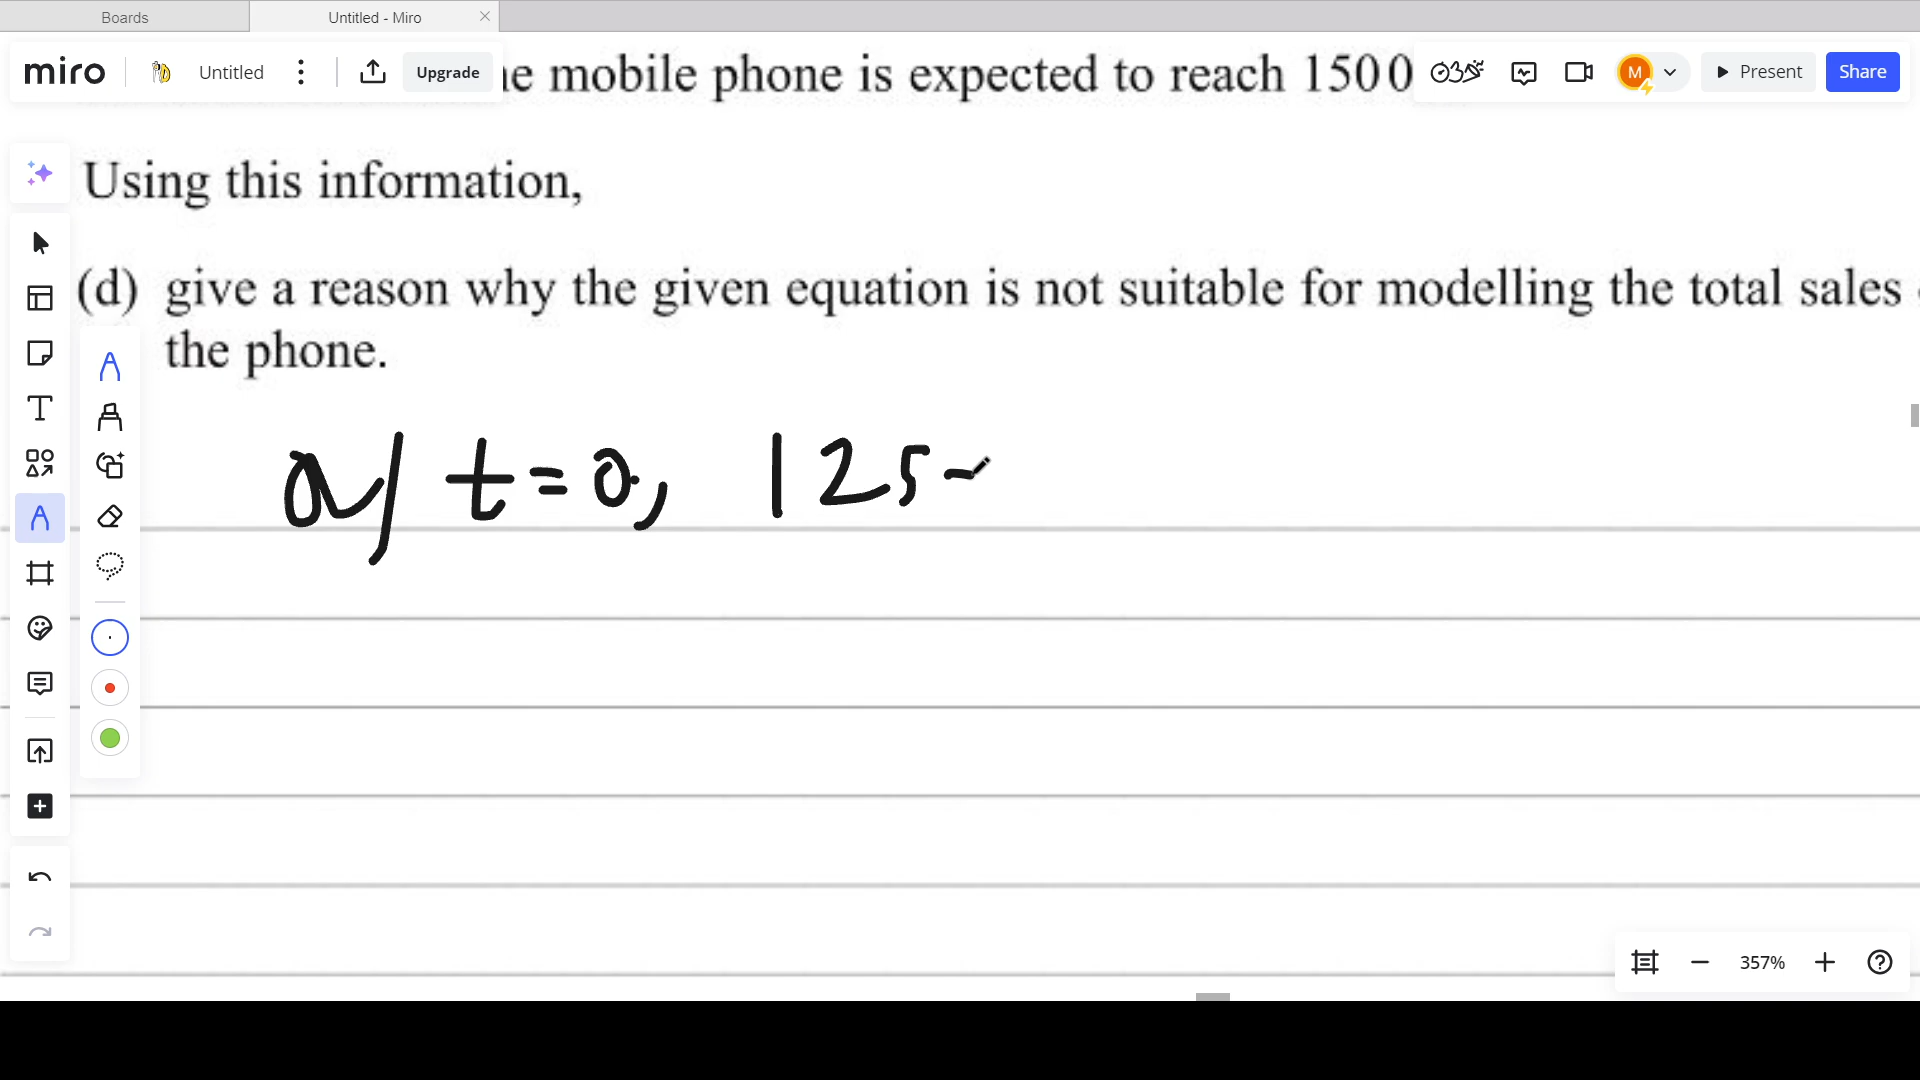 Boards
Untitled - Miro
miro
Untitled
Upgrade
e mobile phone is expected to reach 1500
M
Present
Share
Using this information,
(d) give a reason why the given equation is not suitable for modelling the total sales
the phone.
a/ t=0, 125-
357%